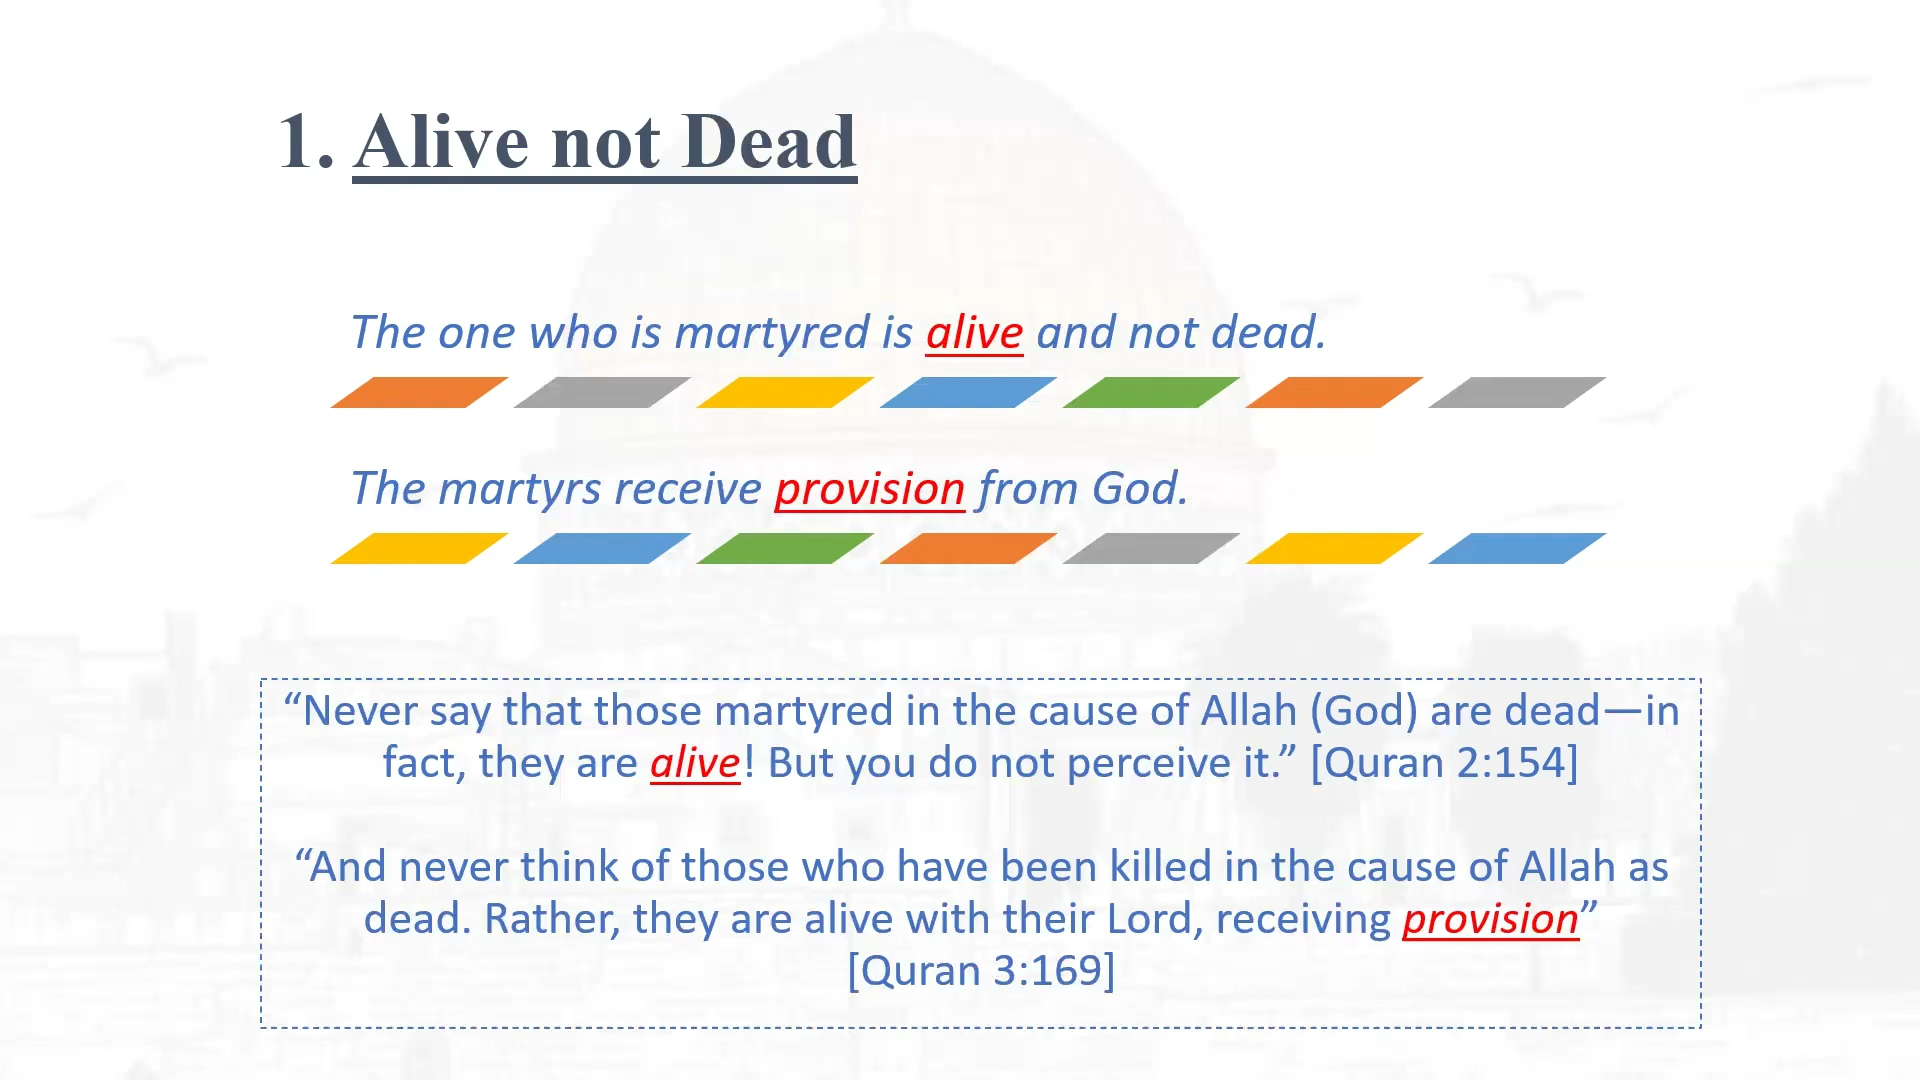 1. Alive not Dead
The one who is martyred is alive and not dead.
The martyrs receive provision from God.
“Never say that those martyred in the cause of Allah (God) are dead—in
fact, they are alive! But you do not perceive it.” [Quran 2:154]
“And never think of those who have been killed in the cause of Allah as
dead. Rather, they are alive with their Lord, receiving provision”
[Quran 3:169]